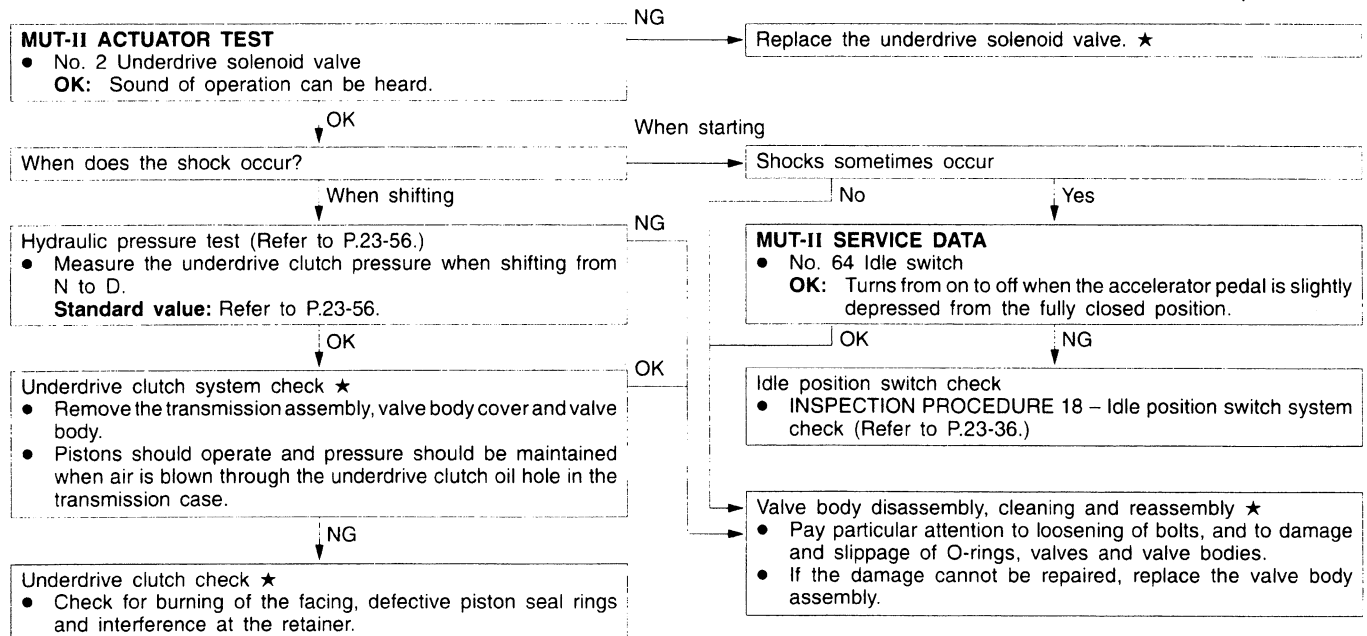 NG
MUT-II ACTUATOR TEST
● No. 2 Underdrive solenoid valve
OK: Sound of operation can be heard.
Replace the underdrive solenoid valve. ★
OK
When starting
When does the shock occur?
Shocks sometimes occur
When shifting
No
Yes
NG
Hydraulic pressure test (Refer to P.23-56.)
● Measure the underdrive clutch pressure when shifting from
N to D.
Standard value: Refer to P.23-56.
MUT-II SERVICE DATA
● No. 64 Idle switch
OK: Turns from on to off when the accelerator pedal is slightly
depressed from the fully closed position.
OK
OK
NG
OK
Underdrive clutch system check ★
● Remove the transmission assembly, valve body cover and valve
body.
● Pistons should operate and pressure should be maintained
when air is blown through the underdrive clutch oil hole in the
transmission case.
Idle position switch check
● INSPECTION PROCEDURE 18 – Idle position switch system
check (Refer to P.23-36.)
NG
Valve body disassembly, cleaning and reassembly ★
● Pay particular attention to loosening of bolts, and to damage
and slippage of O-rings, valves and valve bodies.
● If the damage cannot be repaired, replace the valve body
assembly.
Underdrive clutch check ★
● Check for burning of the facing, defective piston seal rings
and interference at the retainer.